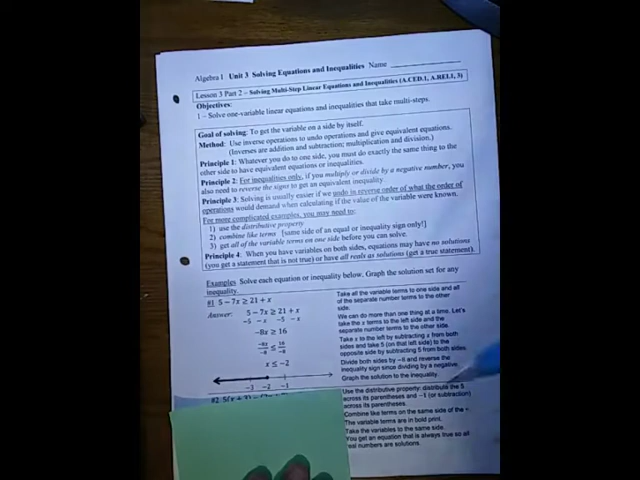 Algebra I Unit 3 Solving Equations and Inequalities Name
Lesson 3 Part 2 – Solving Multi-Step Linear Equations and Inequalities (A.CED.1, A.REI.1, 3)
Objectives:
1 – Solve one-variable linear equations and inequalities that take multi-steps.
Goal of solving: To get the variable on a side by itself.
Method: Use inverse operations to undo operations and give equivalent equations.
(Inverses are addition and subtraction; multiplication and division.)
Principle 1: Whatever you do to one side, you must do exactly the same thing to the
other side to have equivalent equations or inequalities.
Principle 2: For inequalities only, if you multiply or divide by a negative number, you
also need to reverse the signs to get an equivalent inequality.
Principle 3: Solving is usually easier if we undo in reverse order of what the order of
operations would demand when calculating if the value of the variable were known.
For more complicated examples, you may need to:
1) use the distributive property
2) combine like terms [same side of an equal or inequality sign only!]
3) get all of the variable terms on one side before you can solve.
Principle 4: When you have variables on both sides, equations may have no solutions
(you get a statement that is not true) or have all reals as solutions (get a true statement).
Examples Solve each equation or inequality below. Graph the solution set for any
inequality.
#1 5 − 7x ≥ 21 + x
Answer: 5 − 7x ≥ 21 + x
−5 − x −5 − x
−8x ≥ 16
−8x/−8 ≤ 16/−8
x ≤ −2
−3 −2 −1
Take all the variable terms to one side and all
of the separate number terms to the other
side.
We can do more than one thing at a time. Let's
take the x terms to the left side and the
separate number terms to the other side.
Take x to the left by subtracting x from both
sides and take 5 (on that left side) to the
opposite side by subtracting 5 from both sides.
Divide both sides by −8 and reverse the
inequality sign since dividing by a negative.
Graph the solution to the inequality.
#2 5(x + 3) −
Use the distributive property: distribute the 5
across its parentheses and −1 (or subtraction)
across its parentheses.
Combine like terms on the same side of the =
The variable terms are in bold print.
Take the variables to the same side.
You get an equation that is always true so all
real numbers are solutions.